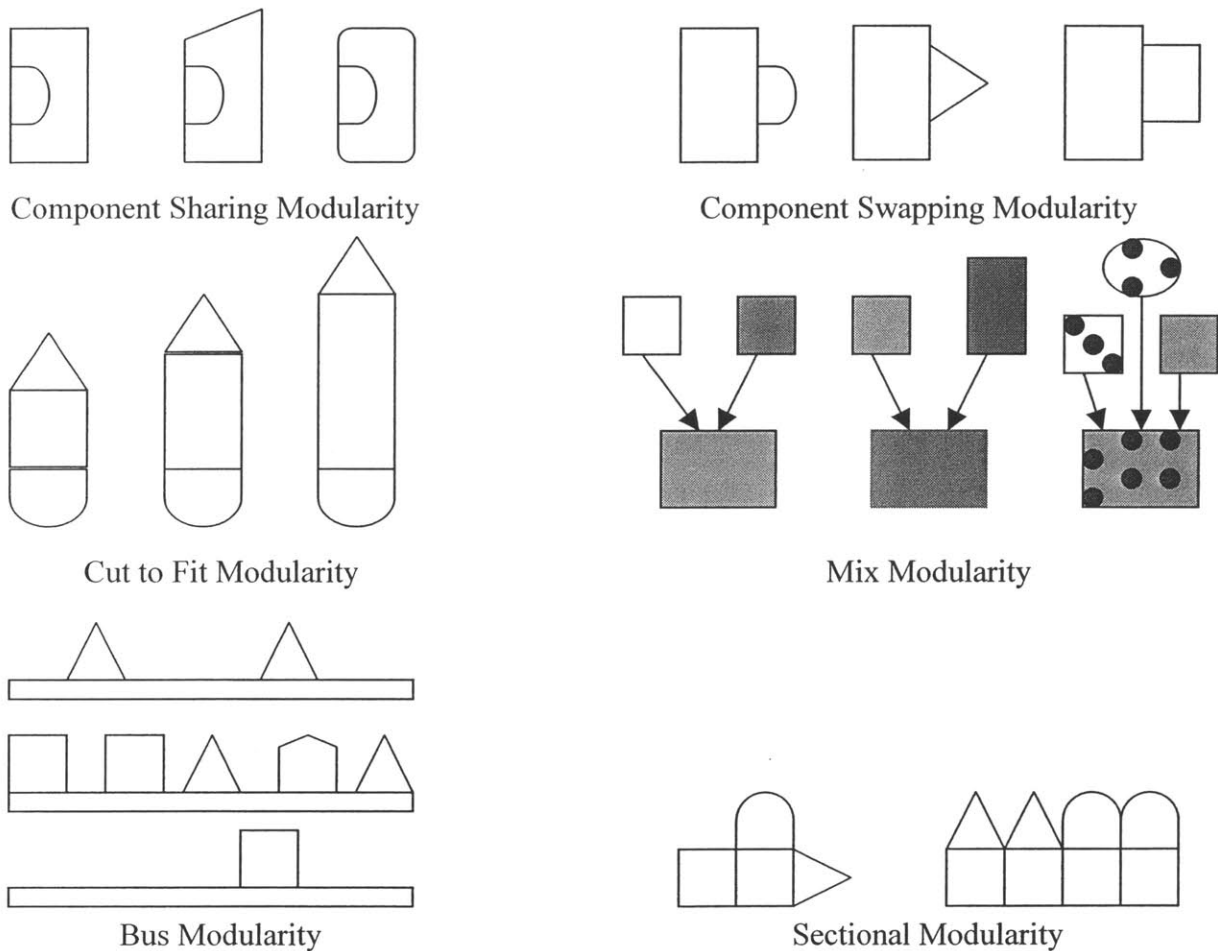 Component Sharing Modularity
Component Swapping Modularity
Cut to Fit Modularity
Mix Modularity
Bus Modularity
Sectional Modularity